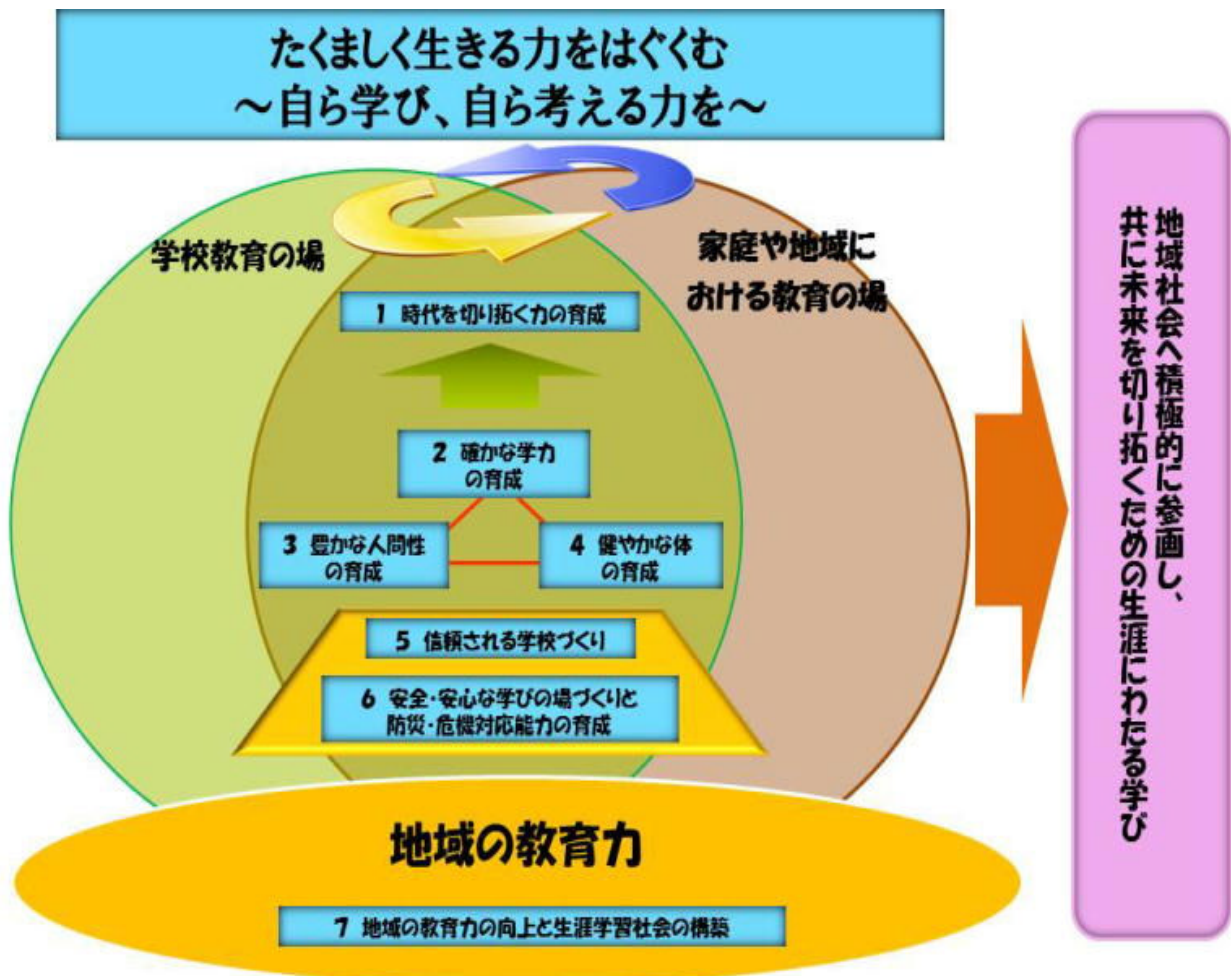 たくましく生きる力をはぐくむ
～自ら学び、自ら考える力を～
学校教育の場
家庭や地域に
おける教育の場
1 時代を切り拓く力の育成
2 確かな学力
の育成
3 豊かな人間性
の育成
4 健やかな体
の育成
5 信頼される学校づくり
6 安全・安心な学びの場づくりと
防災・危機対応能力の育成
地域の教育力
7 地域の教育力の向上と生涯学習社会の構築
地域社会へ積極的に参画し、
共に未来を切り拓くための生涯にわたる学び